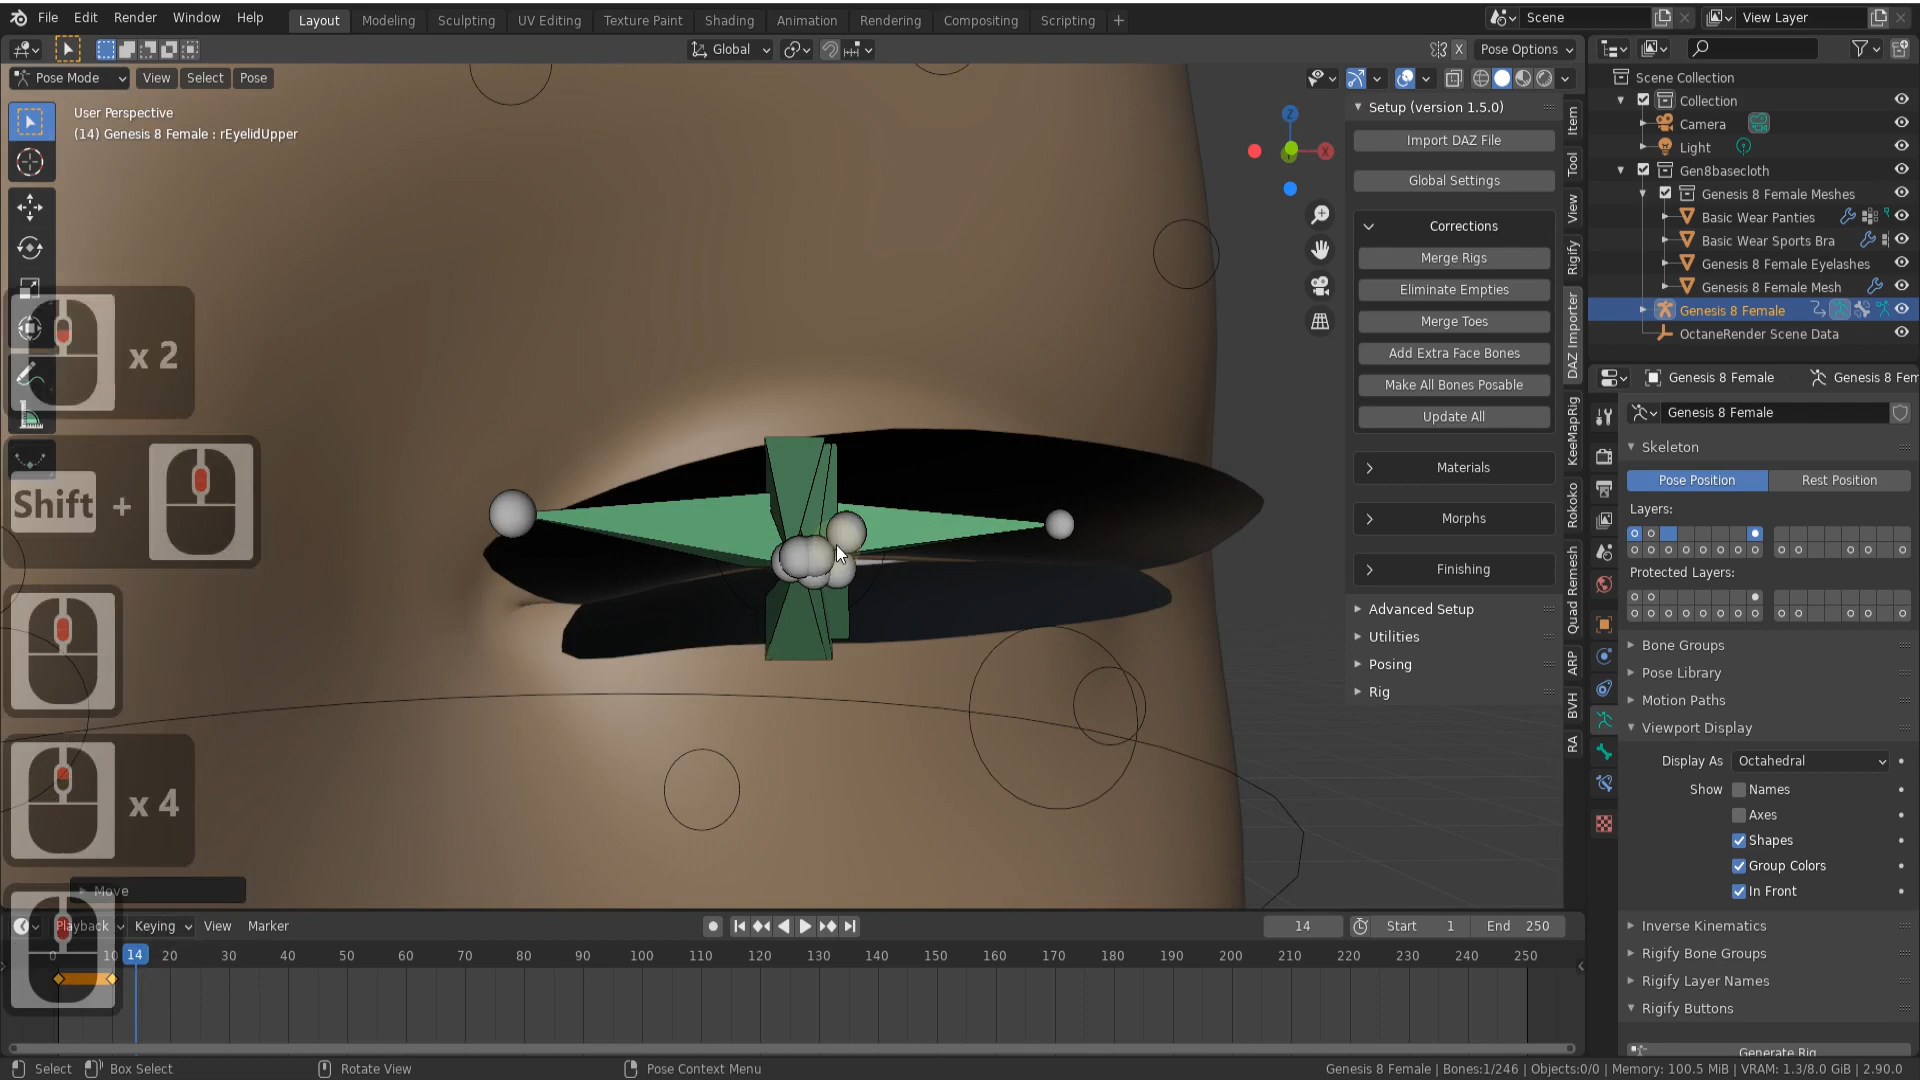 File Edit Render Window Help Layout Modeling Sculpting UV Editing Texture Paint Shading Animation Rendering Compositing Scripting + Scene View Layer
Global X Pose Options
Pose Mode View Select Pose
User Perspective
(14) Genesis 8 Female : rEyelidUpper
Z
X
x 2
Shift +
x 4
Move
Setup (version 1.5.0)
Import DAZ File
Global Settings
Corrections
Merge Rigs
Eliminate Empties
Merge Toes
Add Extra Face Bones
Make All Bones Posable
Update All
Materials
Morphs
Finishing
Advanced Setup
Utilities
Posing
Rig
Item
Tool
View
Rigify
DAZ Importer
KeeMapRig
Rokoko
Quad Remesh
ARP
BVH
RA
Scene Collection
Collection
Camera
Light
Gen8basecloth
Genesis 8 Female Meshes
Basic Wear Panties
Basic Wear Sports Bra
Genesis 8 Female Eyelashes
Genesis 8 Female Mesh
Genesis 8 Female
OctaneRender Scene Data
Genesis 8 Female Genesis 8 Fem
Genesis 8 Female
Skeleton
Pose Position Rest Position
Layers:
Protected Layers:
Bone Groups
Pose Library
Motion Paths
Viewport Display
Display As Octahedral
Show Names
Axes
Shapes
Group Colors
In Front
Inverse Kinematics
Rigify Bone Groups
Rigify Layer Names
Rigify Buttons
Generate Rig
Playback Keying View Marker 14 Start 1 End 250
0 10 14 20 30 40 50 60 70 80 90 100 110 120 130 140 150 160 170 180 190 200 210 220 230 240 250
Select Box Select Rotate View Pose Context Menu Genesis 8 Female | Bones:1/246 | Objects:0/0 | Memory: 100.5 MiB | VRAM: 1.3/8.0 GiB | 2.90.0